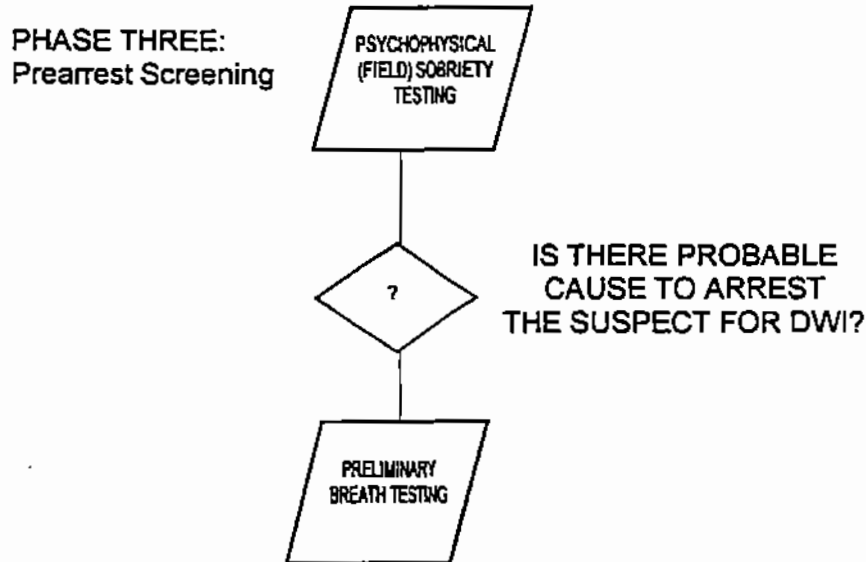 PHASE THREE:
Prearrest Screening
PSYCHOPHYSICAL
(FIELD) SOBRIETY
TESTING
?
IS THERE PROBABLE
CAUSE TO ARREST
THE SUSPECT FOR DWI?
PRELIMINARY
BREATH TESTING